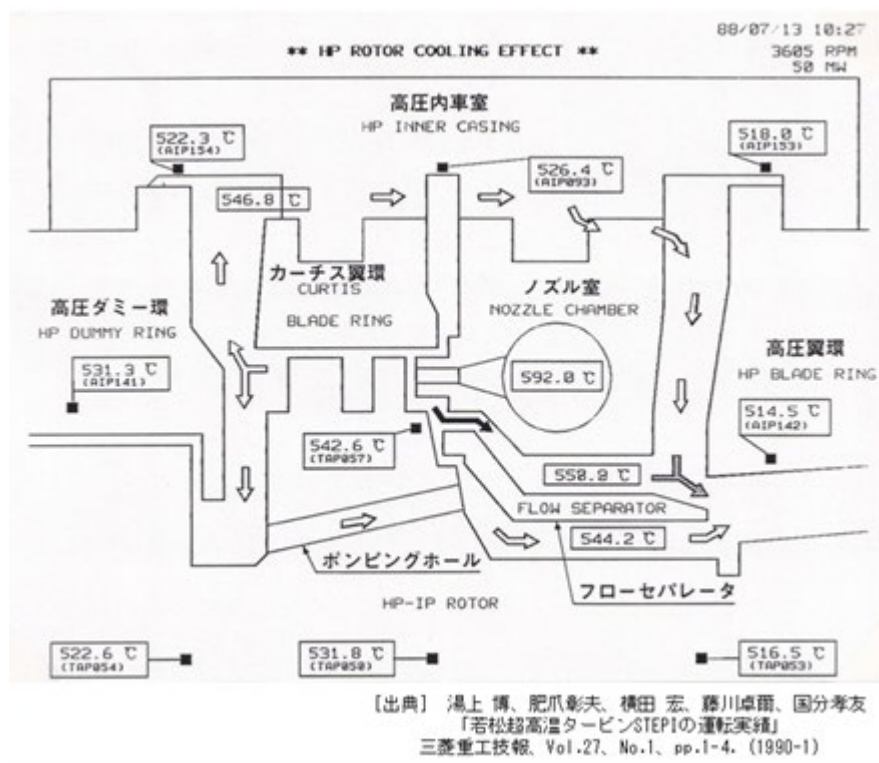 88/07/13 10:27
** HP ROTOR COOLING EFFECT **
3605 RPM
50 MW
高圧内車室
HP INNER CASING
522.3 ℃
(AIP154)
526.4 ℃
(AIP093)
518.0 ℃
(AIP153)
546.8 ℃
カーチス翼環
CURTIS
BLADE RING
ノズル室
NOZZLE CHAMBER
高圧ダミー環
HP DUMMY RING
高圧翼環
HP BLADE RING
531.3 ℃
(AIP141)
592.0 ℃
514.5 ℃
(AIP142)
542.6 ℃
(TAP057)
550.2 ℃
FLOW SEPARATOR
544.2 ℃
ポンピングホール
フローセパレータ
HP-IP ROTOR
522.6 ℃
(TAP054)
531.8 ℃
(TAP050)
516.5 ℃
(TAP053)
[出典] 湯上 博、肥爪彰夫、横田 宏、藤川卓爾、国分孝友
「若松超高温タービンSTEPIの運転実績」
三菱重工技報、Vol.27、No.1、pp.1-4. (1990-1)